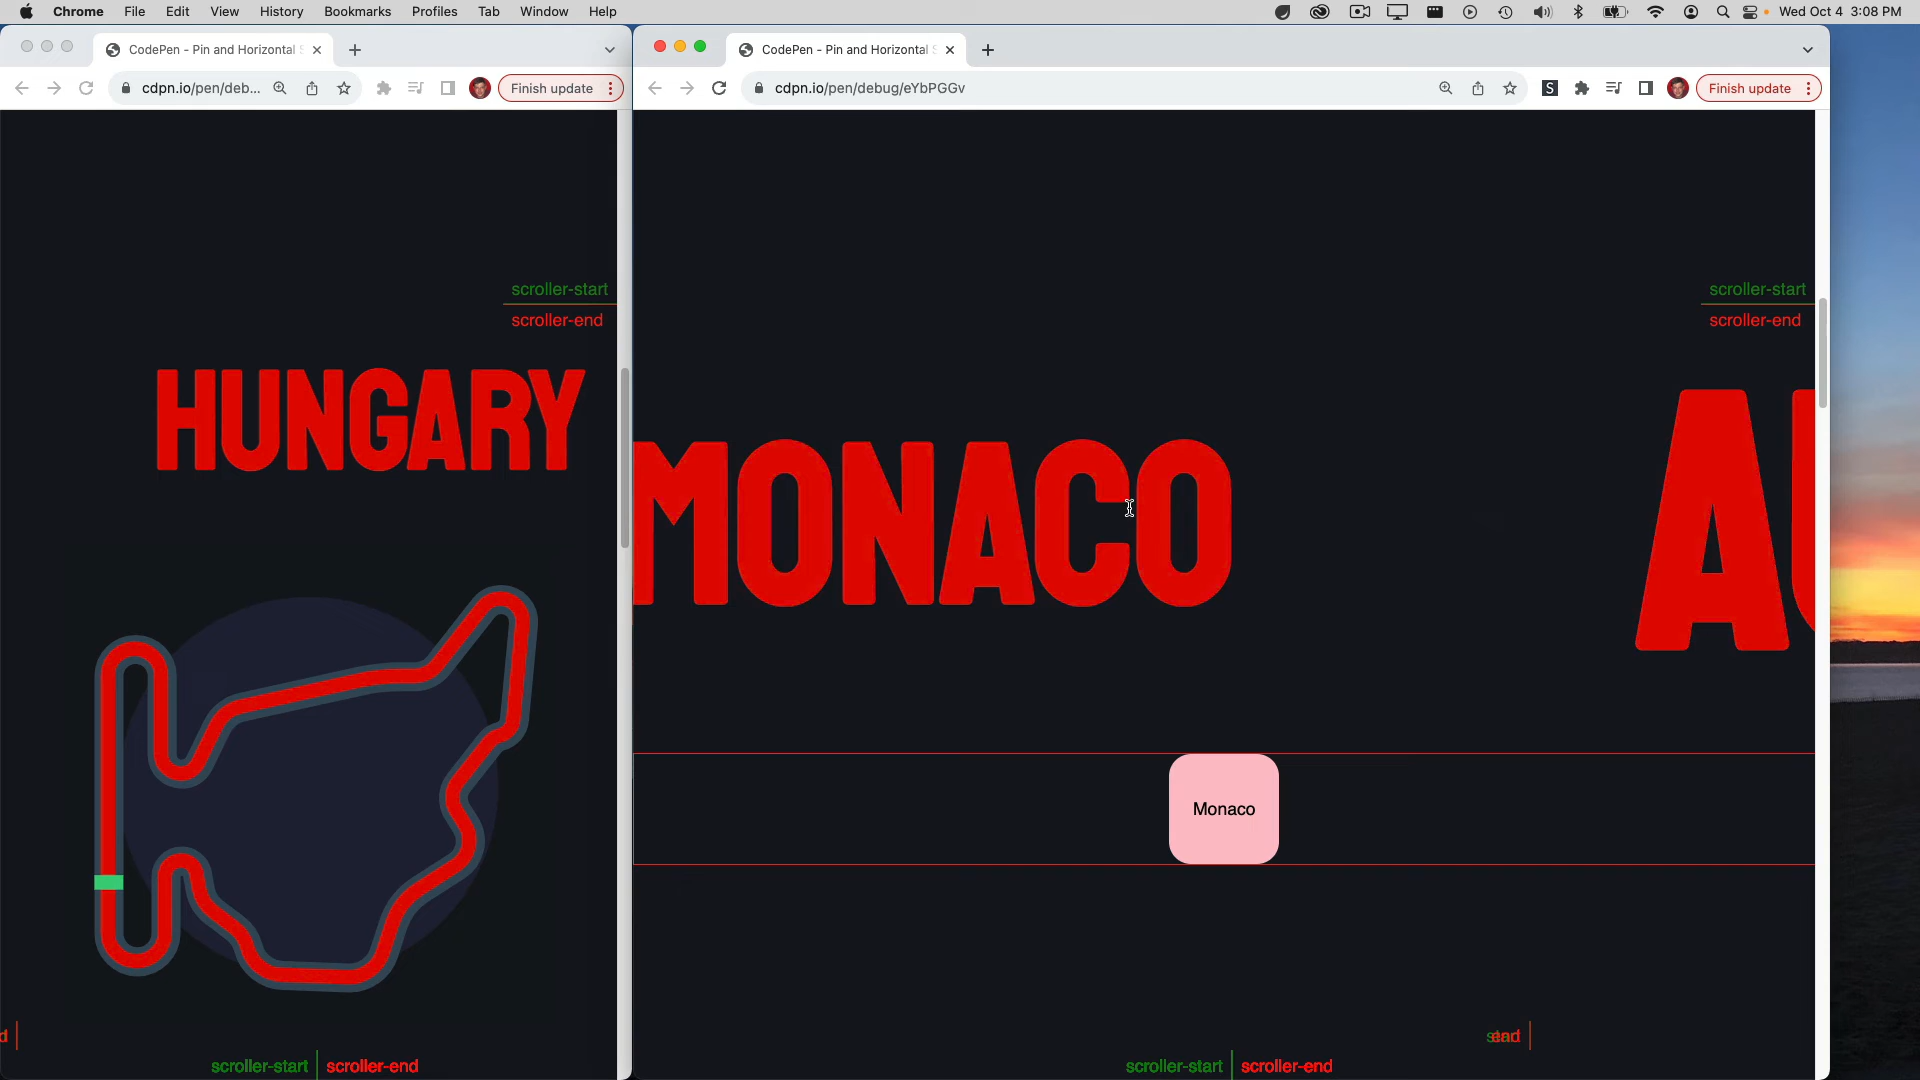 Chrome File Edit View History Bookmarks Profiles Tab Window Help
Wed Oct 4 3:08 PM
CodePen - Pin and Horizontal
cdpn.io/pen/deb...
Finish update
scroller-start
scroller-end
HUNGARY
d
scroller-start
scroller-end
CodePen - Pin and Horizontal
cdpn.io/pen/debug/eYbPGGv
S
Finish update
scroller-start
scroller-end
MONACO
AU
Monaco
end
scroller-start
scroller-end